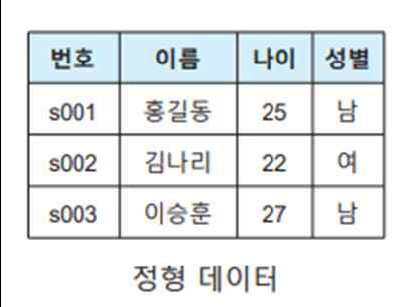 번호 이름 나이 성별
s001 홍길동 25 남
s002 김나리 22 여
s003 이승훈 27 남
정형 데이터